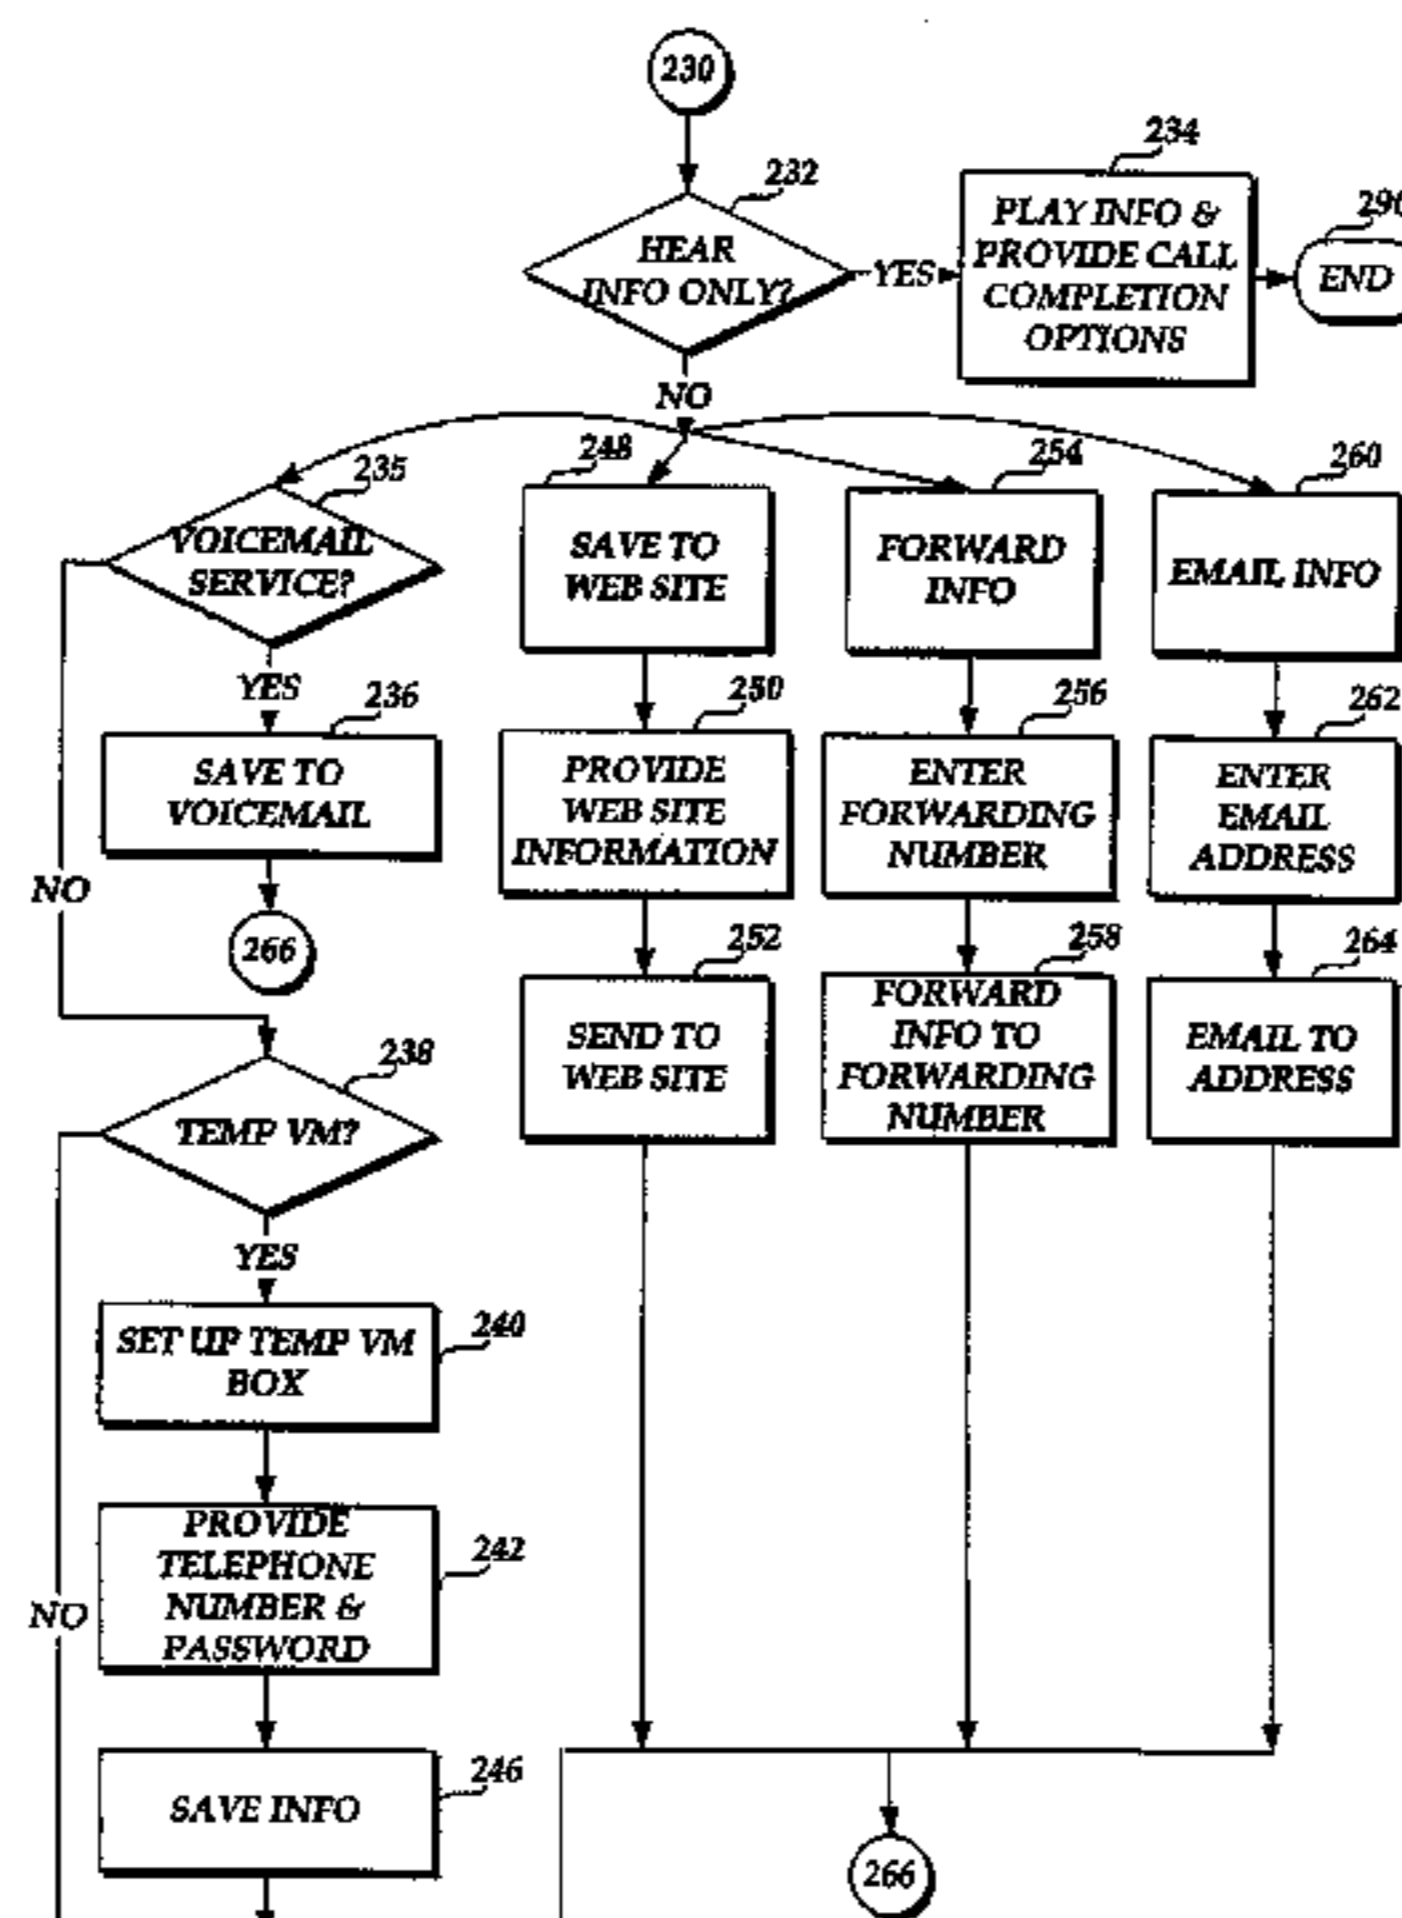 230
232
HEAR
INFO ONLY?
YES
234
PLAY INFO &
PROVIDE CALL
COMPLETION
OPTIONS
END
NO
235
VOICEMAIL
SERVICE?
YES
236
SAVE TO
VOICEMAIL
266
NO
238
TEMP VM?
YES
240
SET UP TEMP VM
BOX
242
PROVIDE
TELEPHONE
NUMBER &
PASSWORD
NO
246
SAVE INFO
248
SAVE TO
WEB SITE
250
PROVIDE
WEB SITE
INFORMATION
252
SEND TO
WEB SITE
254
FORWARD
INFO
256
ENTER
FORWARDING
NUMBER
258
FORWARD
INFO TO
FORWARDING
NUMBER
260
EMAIL INFO
262
ENTER
EMAIL
ADDRESS
264
EMAIL TO
ADDRESS
266